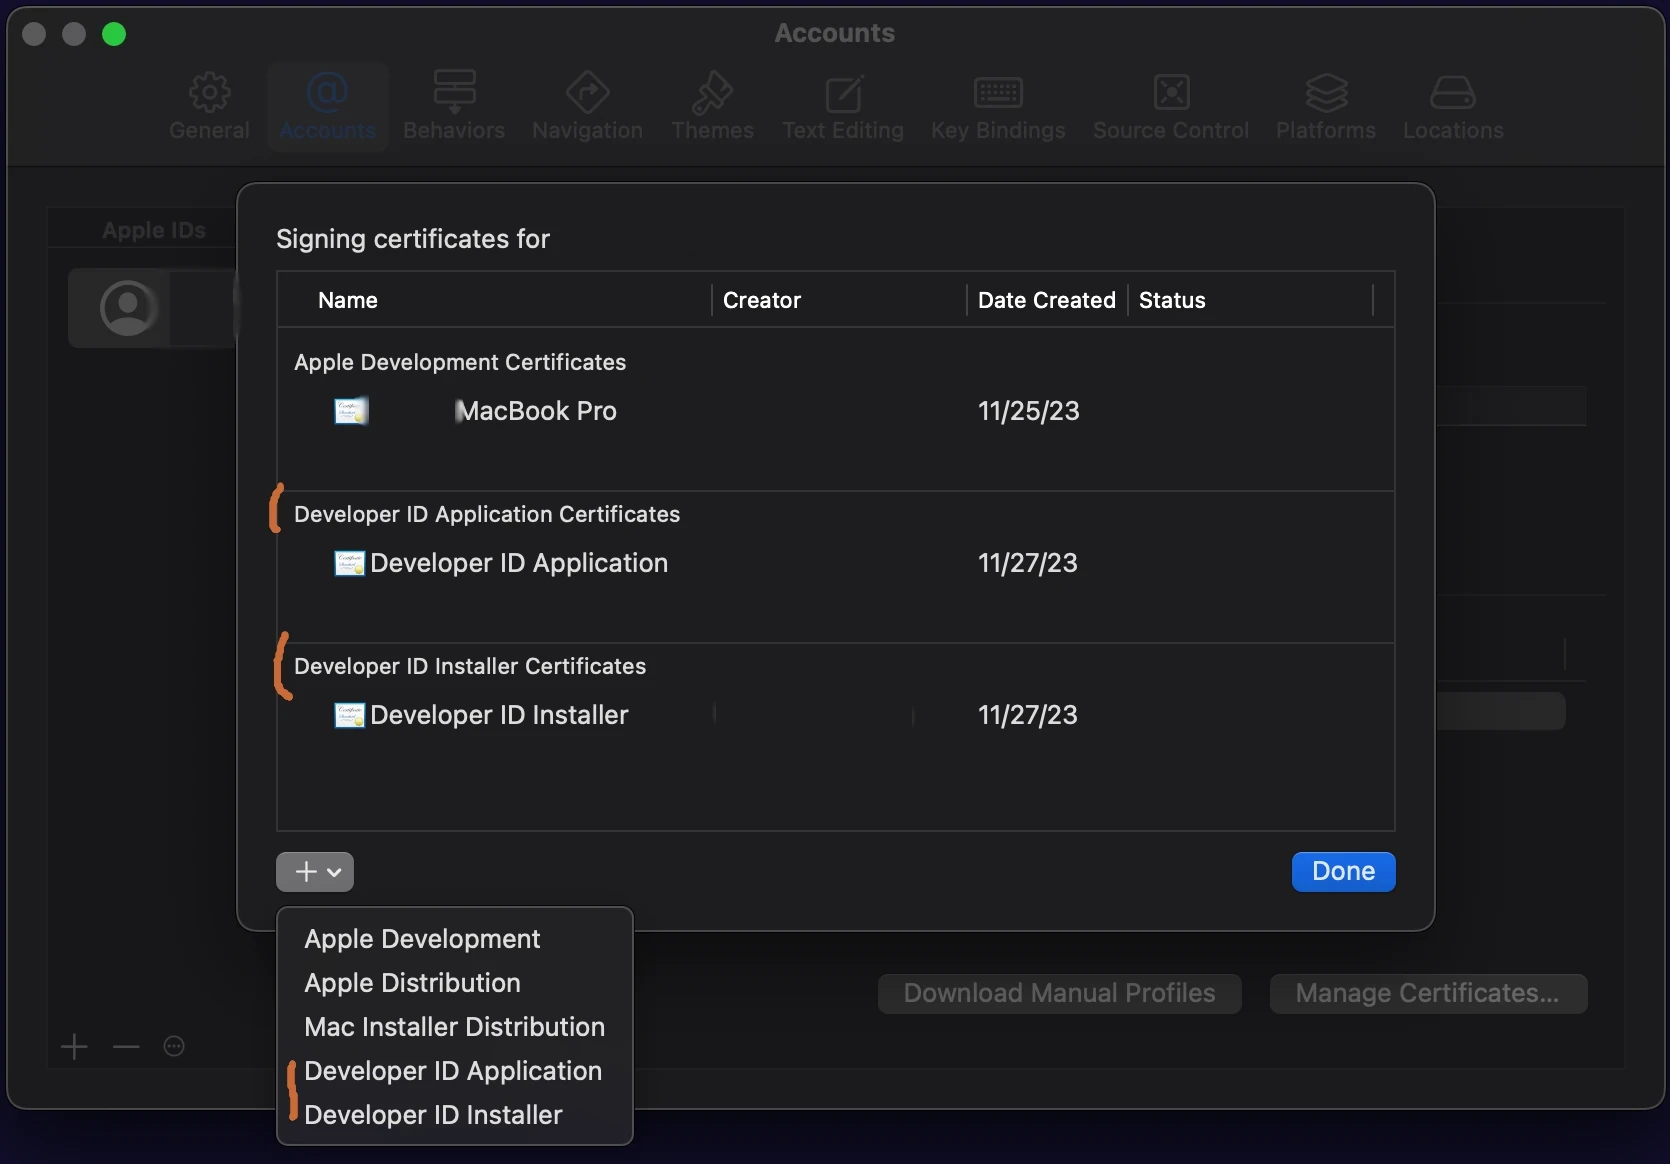 Accounts
General
Accounts
Behaviors
Navigation
Themes
Text Editing
Key Bindings
Source Control
Platforms
Locations
Apple IDs
Signing certificates for
Name Creator Date Created Status
Apple Development Certificates
MacBook Pro 11/25/23
Developer ID Application Certificates
Developer ID Application 11/27/23
Developer ID Installer Certificates
Developer ID Installer 11/27/23
Done
Apple Development
Apple Distribution
Mac Installer Distribution
Developer ID Application
Developer ID Installer
Download Manual Profiles
Manage Certificates...